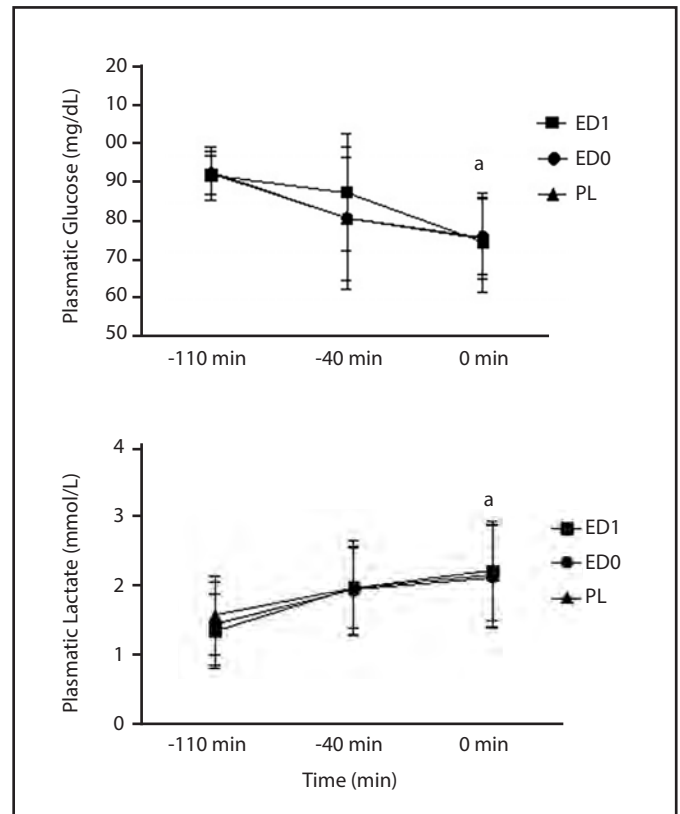 Plasmatic Glucose (mg/dL)
20
10
00
90
80
70
60
50
-110 min
-40 min
0 min
a
ED1
ED0
PL
Plasmatic Lactate (mmol/L)
4
3
2
1
0
-110 min
-40 min
0 min
a
ED1
ED0
PL
Time (min)